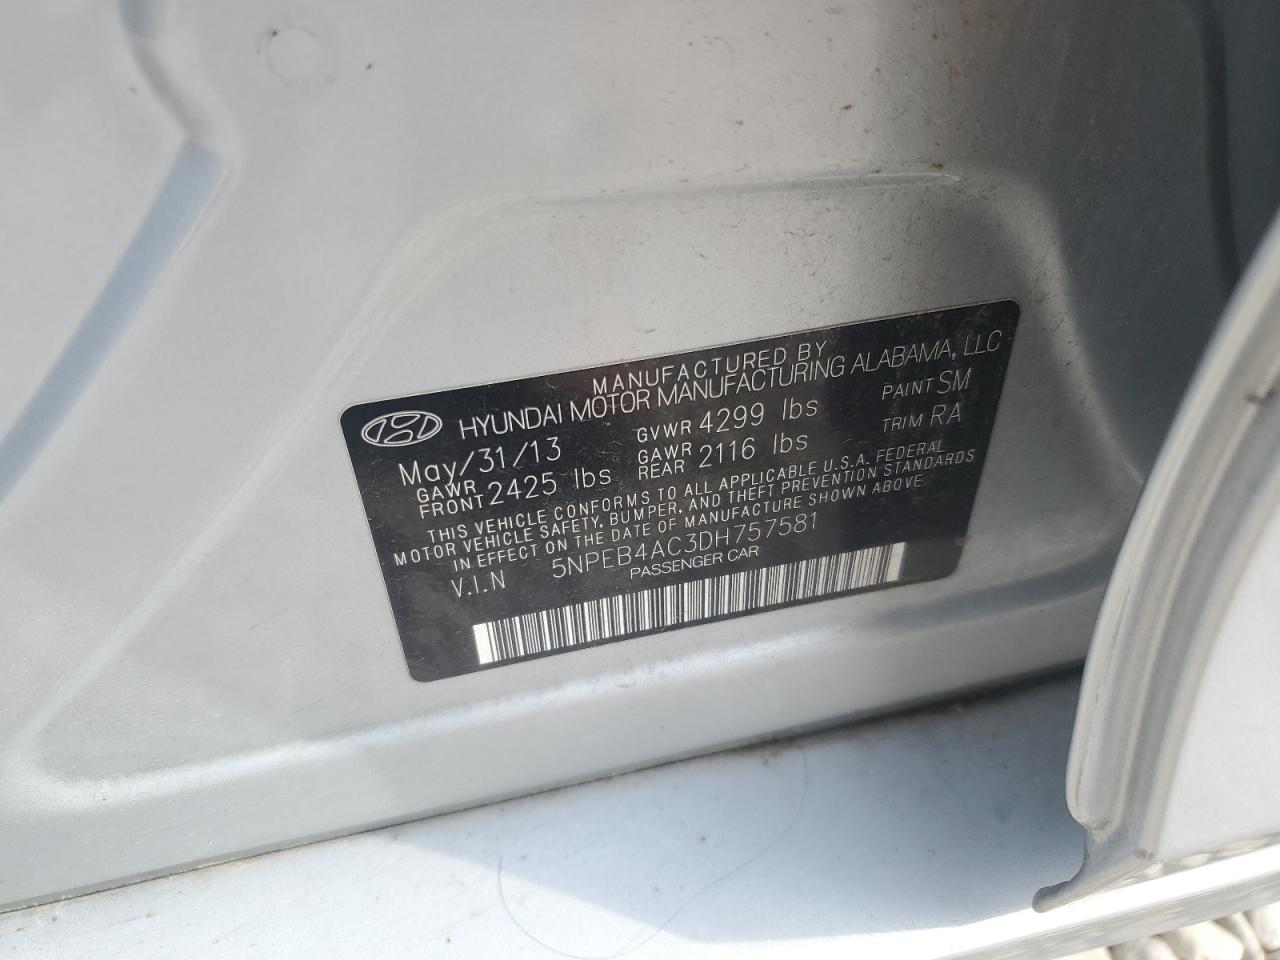 MANUFACTURED BY
HYUNDAI MOTOR MANUFACTURING ALABAMA, LLC
May/31/13 GVWR 4299 lbs PAINT SM
GAWR FRONT 2425 lbs GAWR REAR 2116 lbs TRIM RA
THIS VEHICLE CONFORMS TO ALL APPLICABLE U.S.A. FEDERAL
MOTOR VEHICLE SAFETY, BUMPER, AND THEFT PREVENTION STANDARDS
IN EFFECT ON THE DATE OF MANUFACTURE SHOWN ABOVE
V.I.N 5NPEB4AC3DH757581
PASSENGER CAR